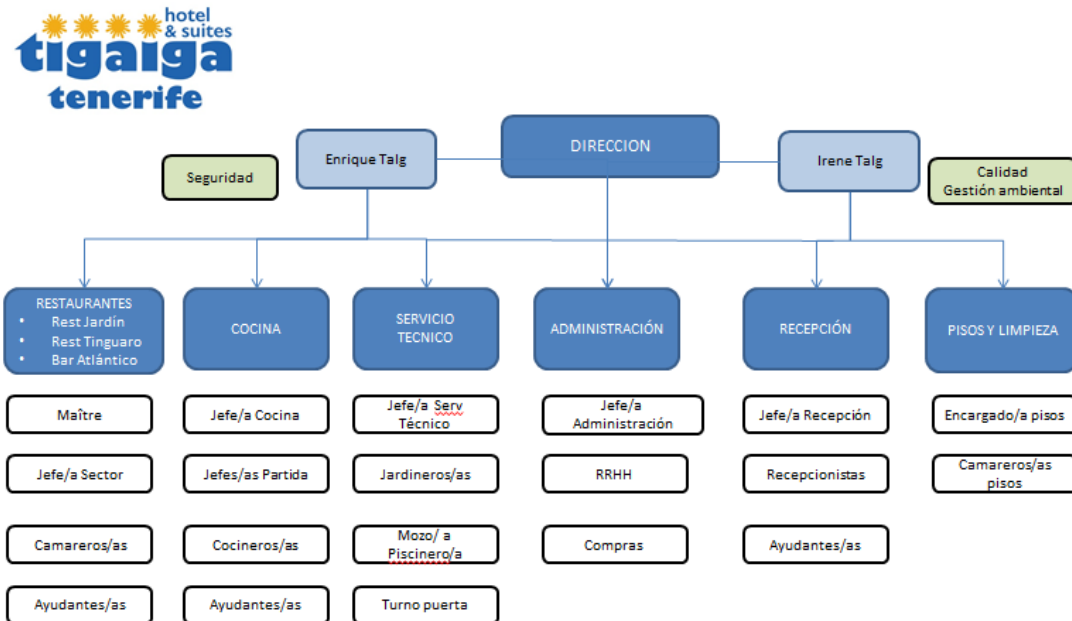 hotel
& suites
tigaiga
tenerife
DIRECCION
Enrique Talg
Irene Talg
Seguridad
Calidad
Gestión ambiental
RESTAURANTES
• Rest Jardín
• Rest Tinguaro
• Bar Atlántico
COCINA
SERVICIO
TECNICO
ADMINISTRACIÓN
RECEPCIÓN
PISOS Y LIMPIEZA
Maître
Jefe/a Cocina
Jefe/a Serv
Técnico
Jefe/a
Administración
Jefe/a Recepción
Encargado/a pisos
Jefe/a Sector
Jefes/as Partida
Jardineros/as
RRHH
Recepcionistas
Camareros/as
pisos
Camareros/as
Cocineros/as
Mozo/ a
Piscinero/a
Compras
Ayudantes/as
Ayudantes/as
Ayudantes/as
Turno puerta